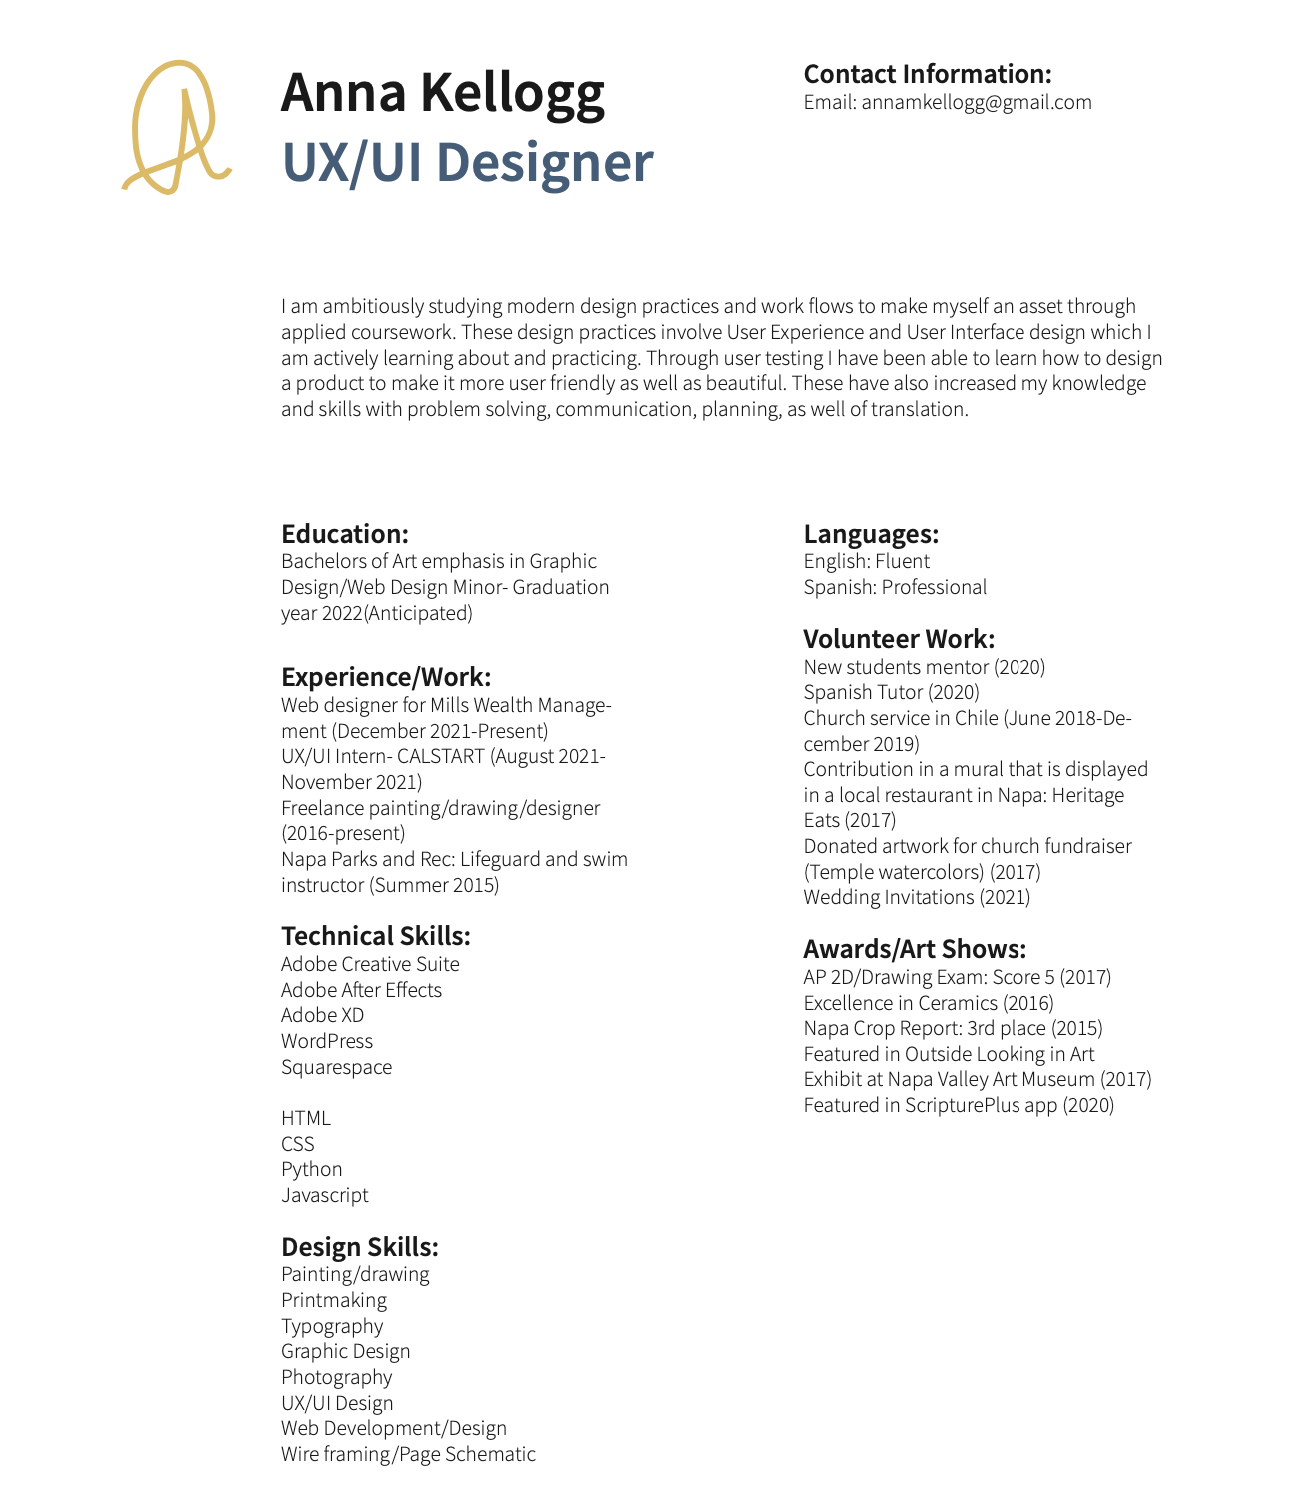 Anna Kellogg
UX/UI Designer
Contact Information:
Email: annamkellogg@gmail.com
I am ambitiously studying modern design practices and work flows to make myself an asset through
applied coursework. These design practices involve User Experience and User Interface design which I
am actively learning about and practicing. Through user testing I have been able to learn how to design
a product to make it more user friendly as well as beautiful. These have also increased my knowledge
and skills with problem solving, communication, planning, as well of translation.
Education:
Bachelors of Art emphasis in Graphic
Design/Web Design Minor- Graduation
year 2022(Anticipated)
Experience/Work:
Web designer for Mills Wealth Manage-
ment (December 2021-Present)
UX/UI Intern- CALSTART (August 2021-
November 2021)
Freelance painting/drawing/designer
(2016-present)
Napa Parks and Rec: Lifeguard and swim
instructor (Summer 2015)
Technical Skills:
Adobe Creative Suite
Adobe After Effects
Adobe XD
WordPress
Squarespace
HTML
CSS
Python
Javascript
Design Skills:
Painting/drawing
Printmaking
Typography
Graphic Design
Photography
UX/UI Design
Web Development/Design
Wire framing/Page Schematic
Languages:
English: Fluent
Spanish: Professional
Volunteer Work:
New students mentor (2020)
Spanish Tutor (2020)
Church service in Chile (June 2018-De-
cember 2019)
Contribution in a mural that is displayed
in a local restaurant in Napa: Heritage
Eats (2017)
Donated artwork for church fundraiser
(Temple watercolors) (2017)
Wedding Invitations (2021)
Awards/Art Shows:
AP 2D/Drawing Exam: Score 5 (2017)
Excellence in Ceramics (2016)
Napa Crop Report: 3rd place (2015)
Featured in Outside Looking in Art
Exhibit at Napa Valley Art Museum (2017)
Featured in ScripturePlus app (2020)